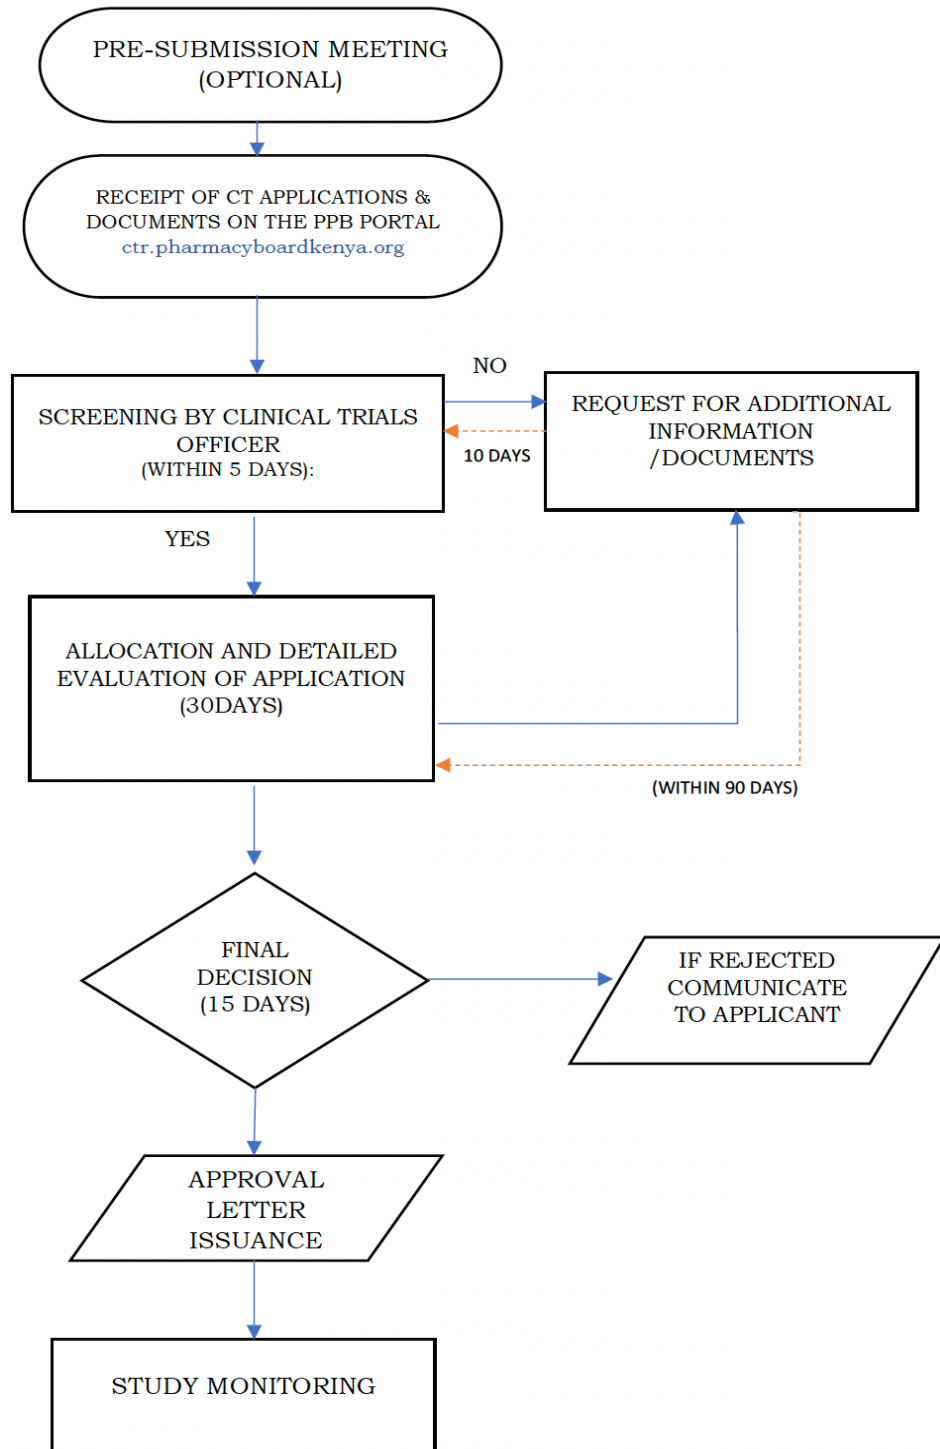 PRE-SUBMISSION MEETING
(OPTIONAL)
RECEIPT OF CT APPLICATIONS &
DOCUMENTS ON THE PPB PORTAL
ctr.pharmacyboardkenya.org
NO
SCREENING BY CLINICAL TRIALS
OFFICER
(WITHIN 5 DAYS):
REQUEST FOR ADDITIONAL
INFORMATION
/DOCUMENTS
10 DAYS
YES
ALLOCATION AND DETAILED
EVALUATION OF APPLICATION
(30DAYS)
(WITHIN 90 DAYS)
FINAL
DECISION
(15 DAYS)
IF REJECTED
COMMUNICATE
TO APPLICANT
APPROVAL
LETTER
ISSUANCE
STUDY MONITORING